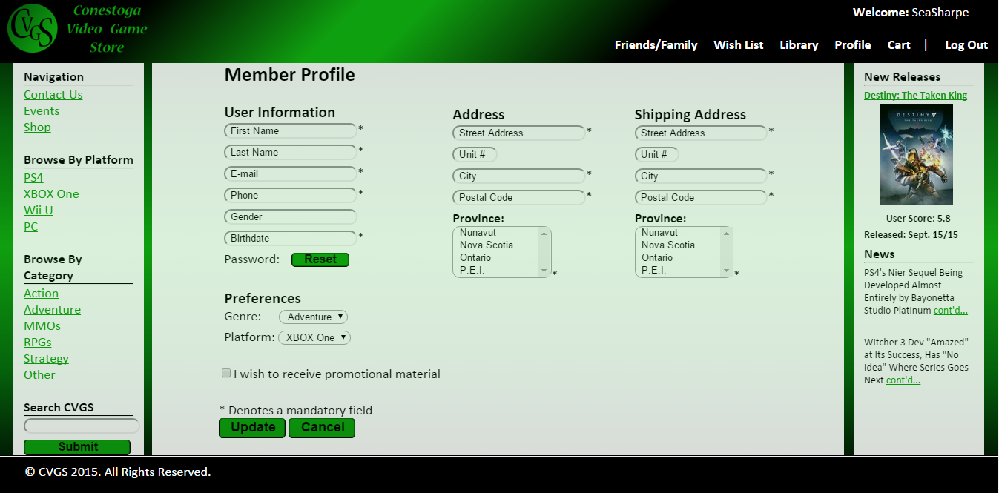 CVGS
Conestoga
Video Game
Store
Welcome: SeaSharpe
Friends/Family Wish List Library Profile Cart | Log Out
Navigation
Contact Us
Events
Shop
Browse By Platform
PS4
XBOX One
Wii U
PC
Browse By
Category
Action
Adventure
MMOs
RPGs
Strategy
Other
Search CVGS
Submit
Member Profile
User Information
First Name *
Last Name *
E-mail *
Phone *
Gender
Birthdate *
Password: Reset
Address
Street Address *
Unit #
City *
Postal Code *
Province:
Nunavut
Nova Scotia
Ontario
P.E.I. *
Shipping Address
Street Address *
Unit #
City *
Postal Code *
Province:
Nunavut
Nova Scotia
Ontario
P.E.I. *
Preferences
Genre: Adventure
Platform: XBOX One
I wish to receive promotional material
* Denotes a mandatory field
Update Cancel
New Releases
Destiny: The Taken King
DESTINY
THE TAKEN KING
User Score: 5.8
Released: Sept. 15/15
News
PS4's Nier Sequel Being
Developed Almost
Entirely by Bayonetta
Studio Platinum cont'd...
Witcher 3 Dev "Amazed"
at Its Success, Has "No
Idea" Where Series Goes
Next cont'd...
© CVGS 2015. All Rights Reserved.